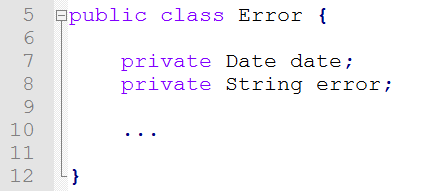 5 public class Error {
6
7 private Date date;
8 private String error;
9
10 ...
11
12 }